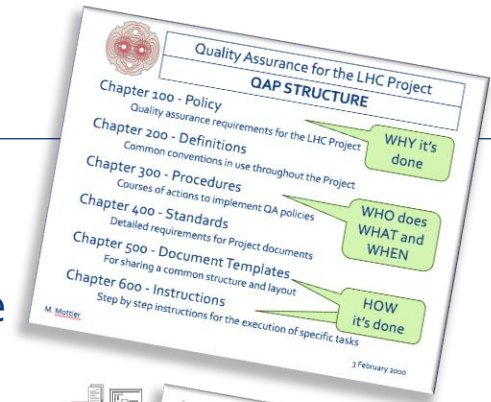 Quality Assurance for the LHC Project
QAP STRUCTURE
Chapter 100 - Policy
Quality assurance requirements for the LHC Project
Chapter 200 - Definitions
Common conventions in use throughout the Project
Chapter 300 - Procedures
Courses of actions to implement QA policies
Chapter 400 - Standards
Detailed requirements for Project documents
Chapter 500 - Document Templates
For sharing a common structure and layout
Chapter 600 - Instructions
Step by step instructions for the execution of specific tasks
WHY it's
done
WHO does
WHAT and
WHEN
HOW
it's done
M. Mottier
3 February 2000
e